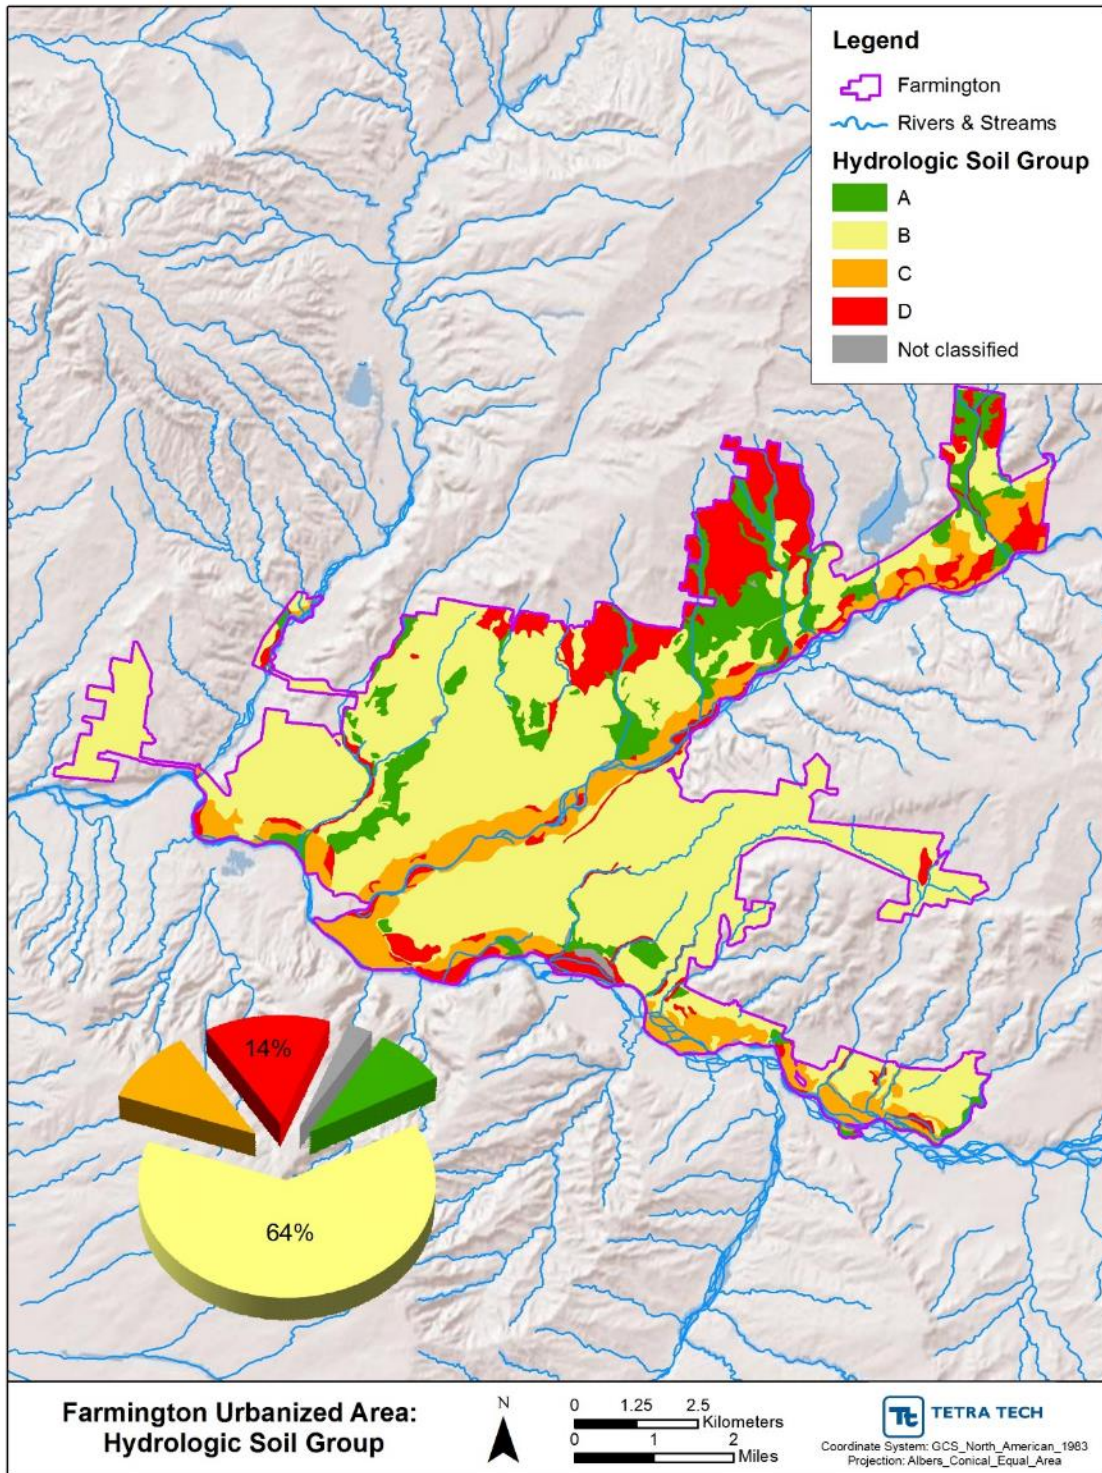 Legend
Farmington
Rivers & Streams
Hydrologic Soil Group
A
B
C
D
Not classified
14%
64%
Farmington Urbanized Area:
Hydrologic Soil Group
N
0 1.25 2.5
Kilometers
0 1 2
Miles
Tt TETRA TECH
Coordinate System: GCS_North_American_1983
Projection: Albers_Conical_Equal_Area